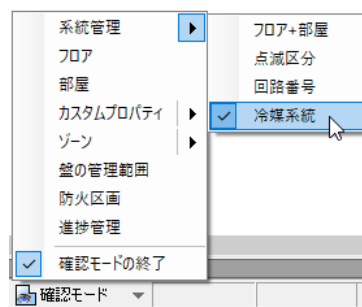 系統管理
フロア
部屋
カスタムプロパティ
ゾーン
盤の管理範囲
防火区画
進捗管理
確認モードの終了
フロア+部屋
点滅区分
回路番号
冷媒系統
確認モード